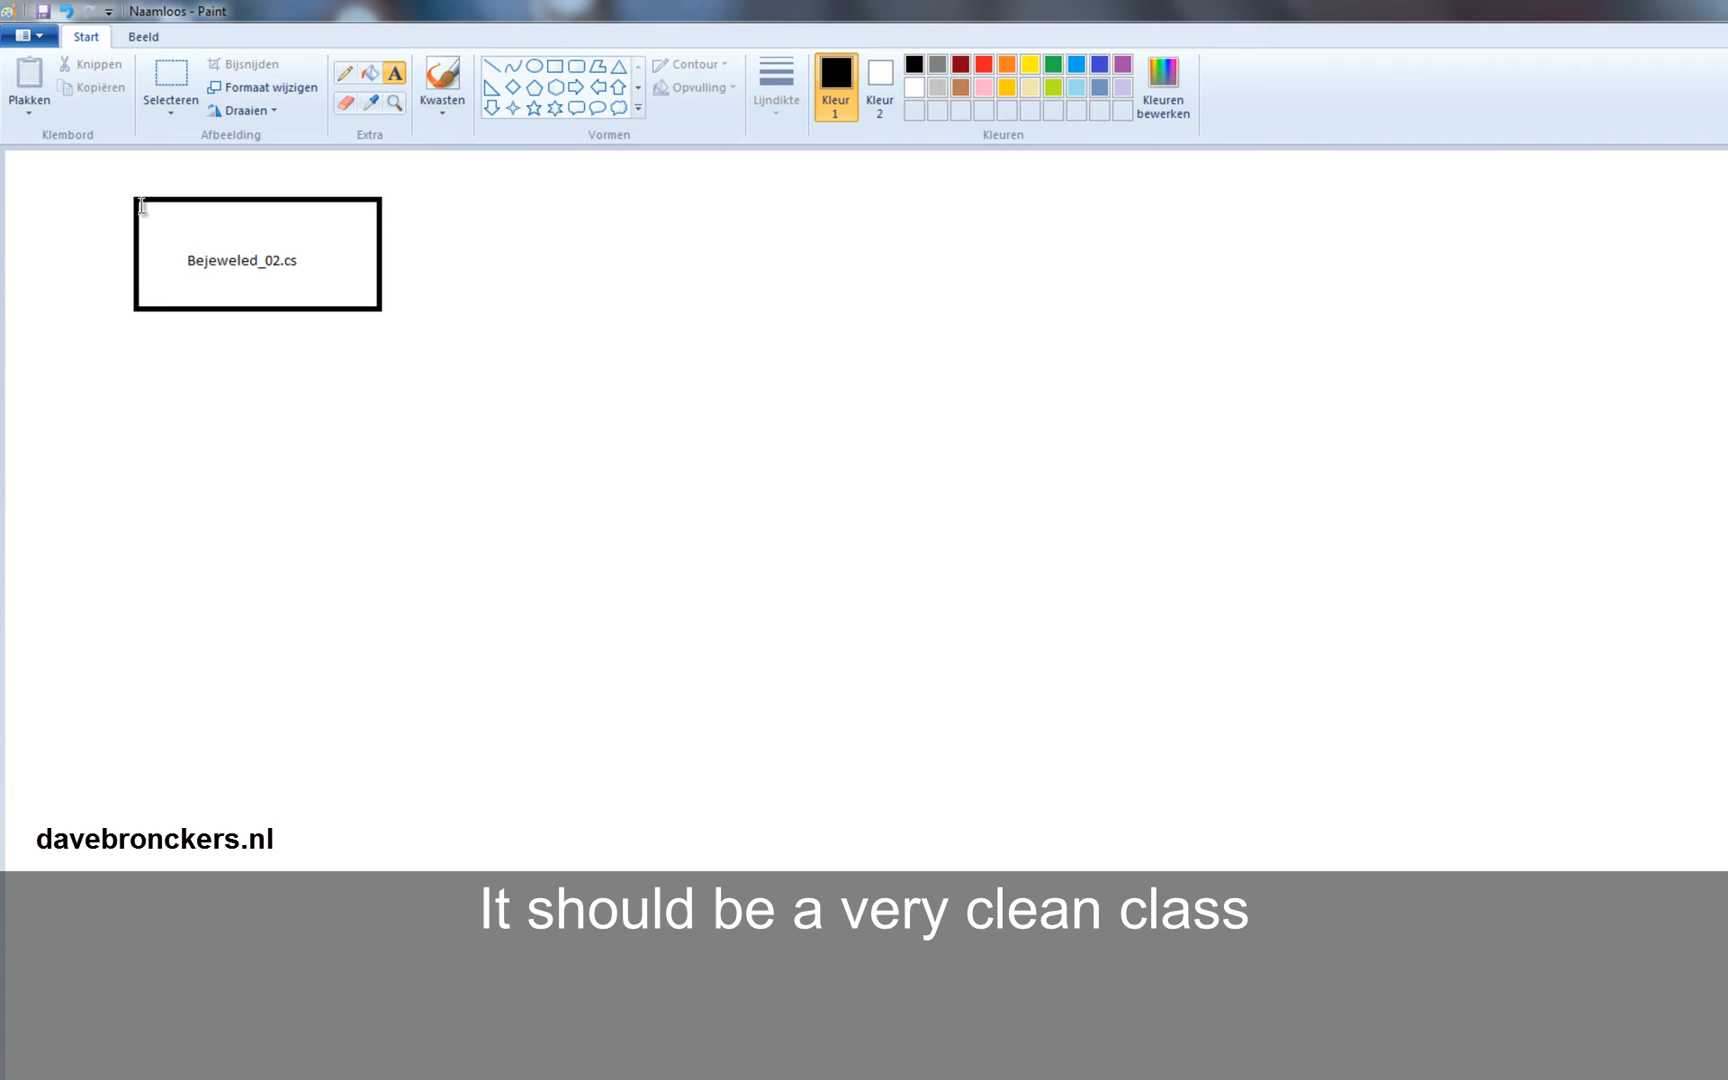 Naamloos - Paint
Start Beeld
Plakken
Knippen
Kopiëren
Klembord
Selecteren
Bijsnijden
Formaat wijzigen
Draaien
Afbeelding
A
Extra
Kwasten
Vormen
Contour
Opvulling
Lijndikte
Kleur
1
Kleur
2
Kleuren
bewerken
Kleuren
Bejeweled_02.cs
davebronckers.nl
It should be a very clean class